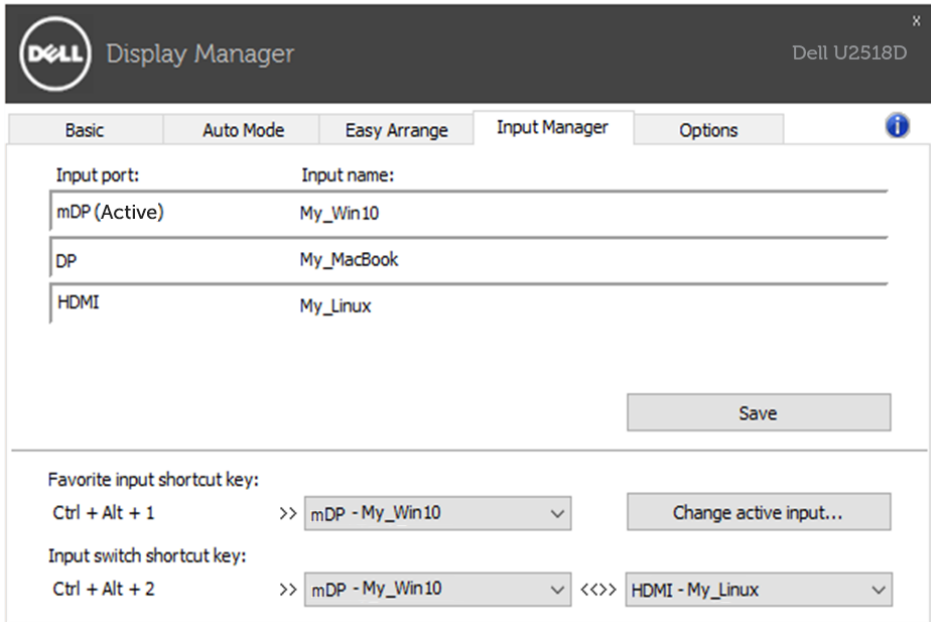 x
DELL Display Manager Dell U2518D
Basic Auto Mode Easy Arrange Input Manager Options i
Input port: Input name:
mDP (Active) My_Win10
DP My_MacBook
HDMI My_Linux
Save
Favorite input shortcut key:
Ctrl + Alt + 1 >> mDP - My_Win10 Change active input...
Input switch shortcut key:
Ctrl + Alt + 2 >> mDP - My_Win10 <<>> HDMI - My_Linux